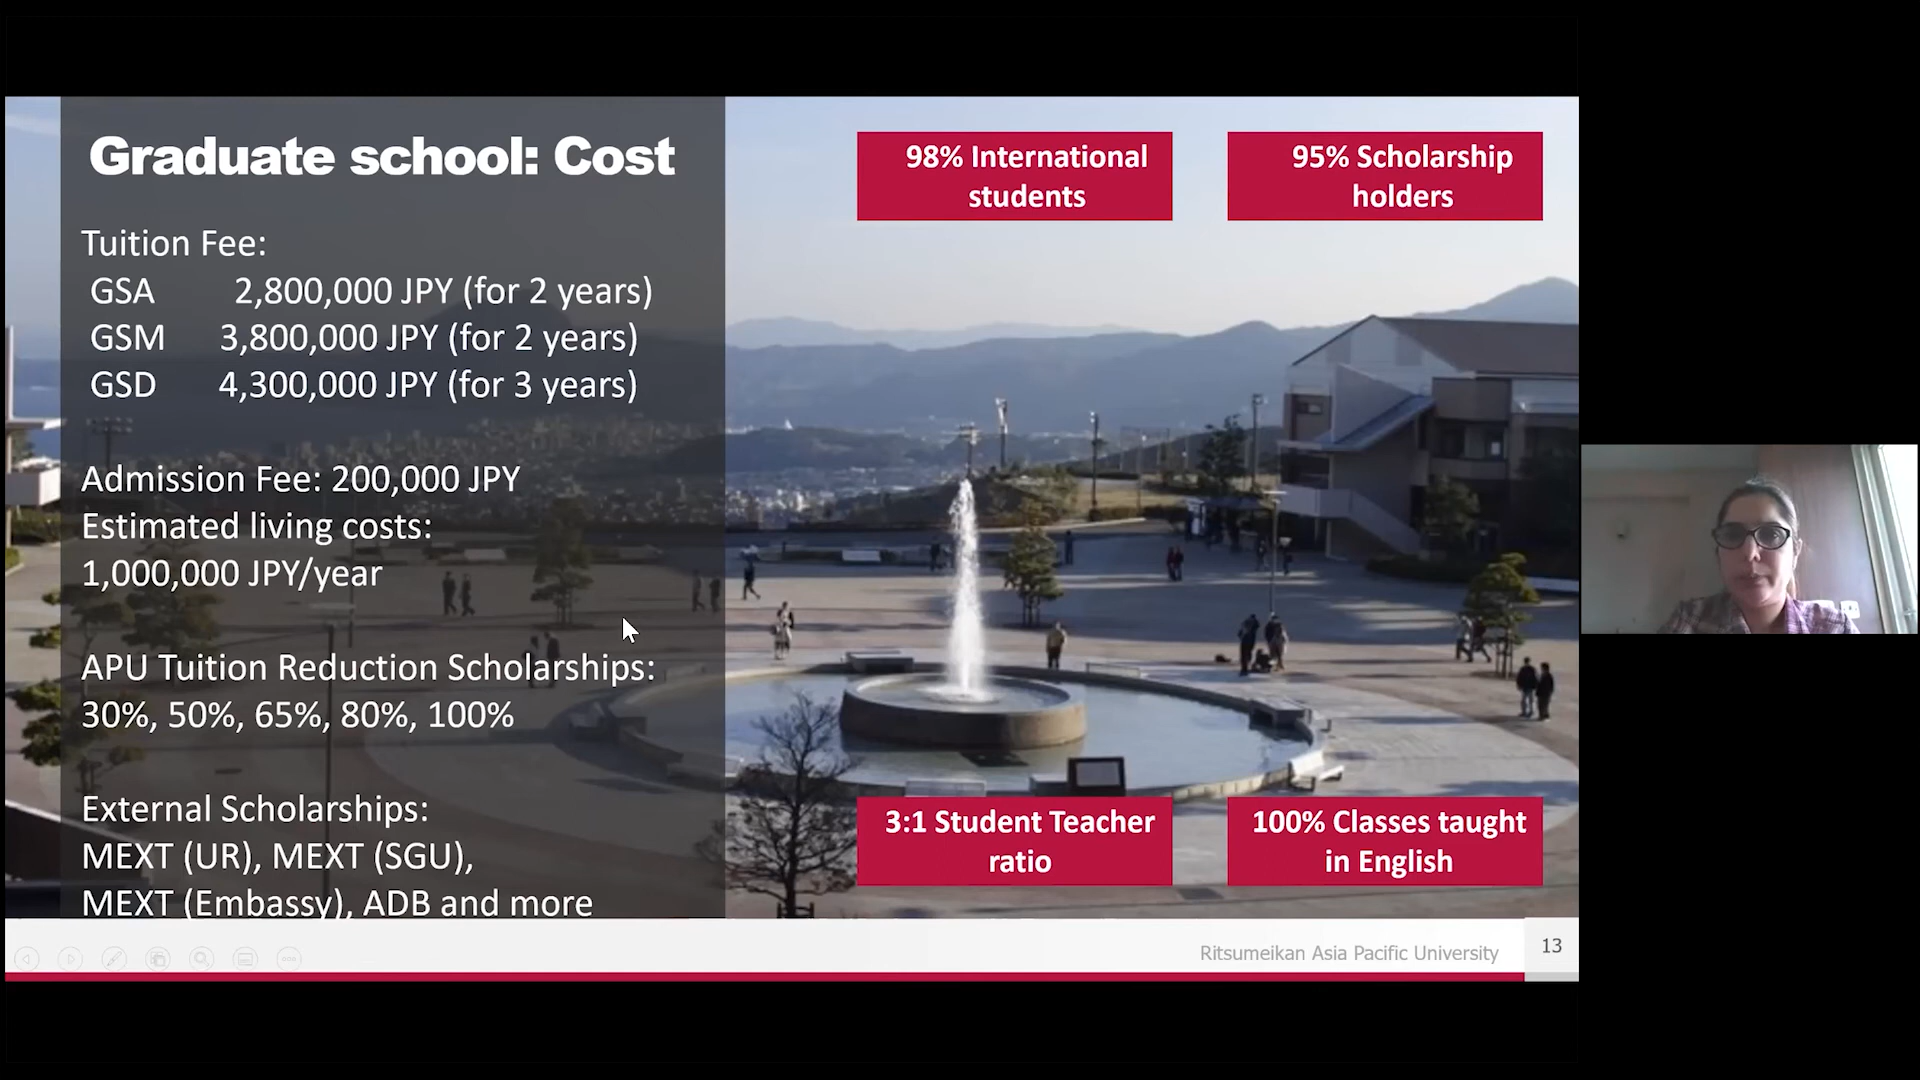 Graduate school: Cost
Tuition Fee:
GSA 2,800,000 JPY (for 2 years)
GSM 3,800,000 JPY (for 2 years)
GSD 4,300,000 JPY (for 3 years)
Admission Fee: 200,000 JPY
Estimated living costs:
1,000,000 JPY/year
APU Tuition Reduction Scholarships:
30%, 50%, 65%, 80%, 100%
External Scholarships:
MEXT (UR), MEXT (SGU),
MEXT (Embassy), ADB and more
98% International
students
95% Scholarship
holders
3:1 Student Teacher
ratio
100% Classes taught
in English
Ritsumeikan Asia Pacific University
13